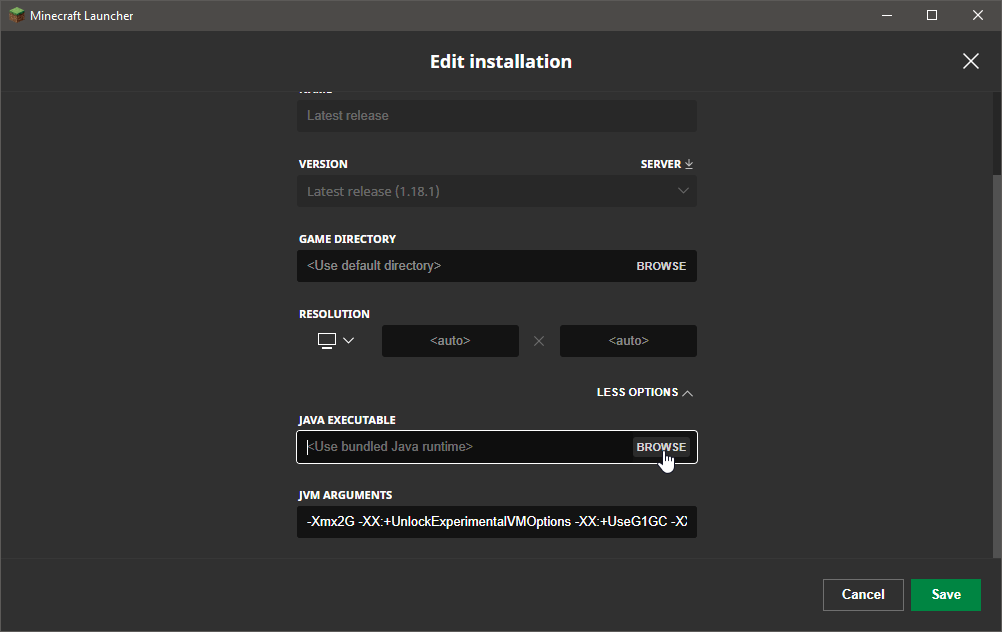 Minecraft Launcher
Edit installation
NAME
Latest release
VERSION
SERVER
Latest release (1.18.1)
GAME DIRECTORY
<Use default directory>
BROWSE
RESOLUTION
<auto>
<auto>
LESS OPTIONS
JAVA EXECUTABLE
<Use bundled Java runtime>
BROWSE
JVM ARGUMENTS
-Xmx2G -XX:+UnlockExperimentalVMOptions -XX:+UseG1GC -XX
Cancel
Save